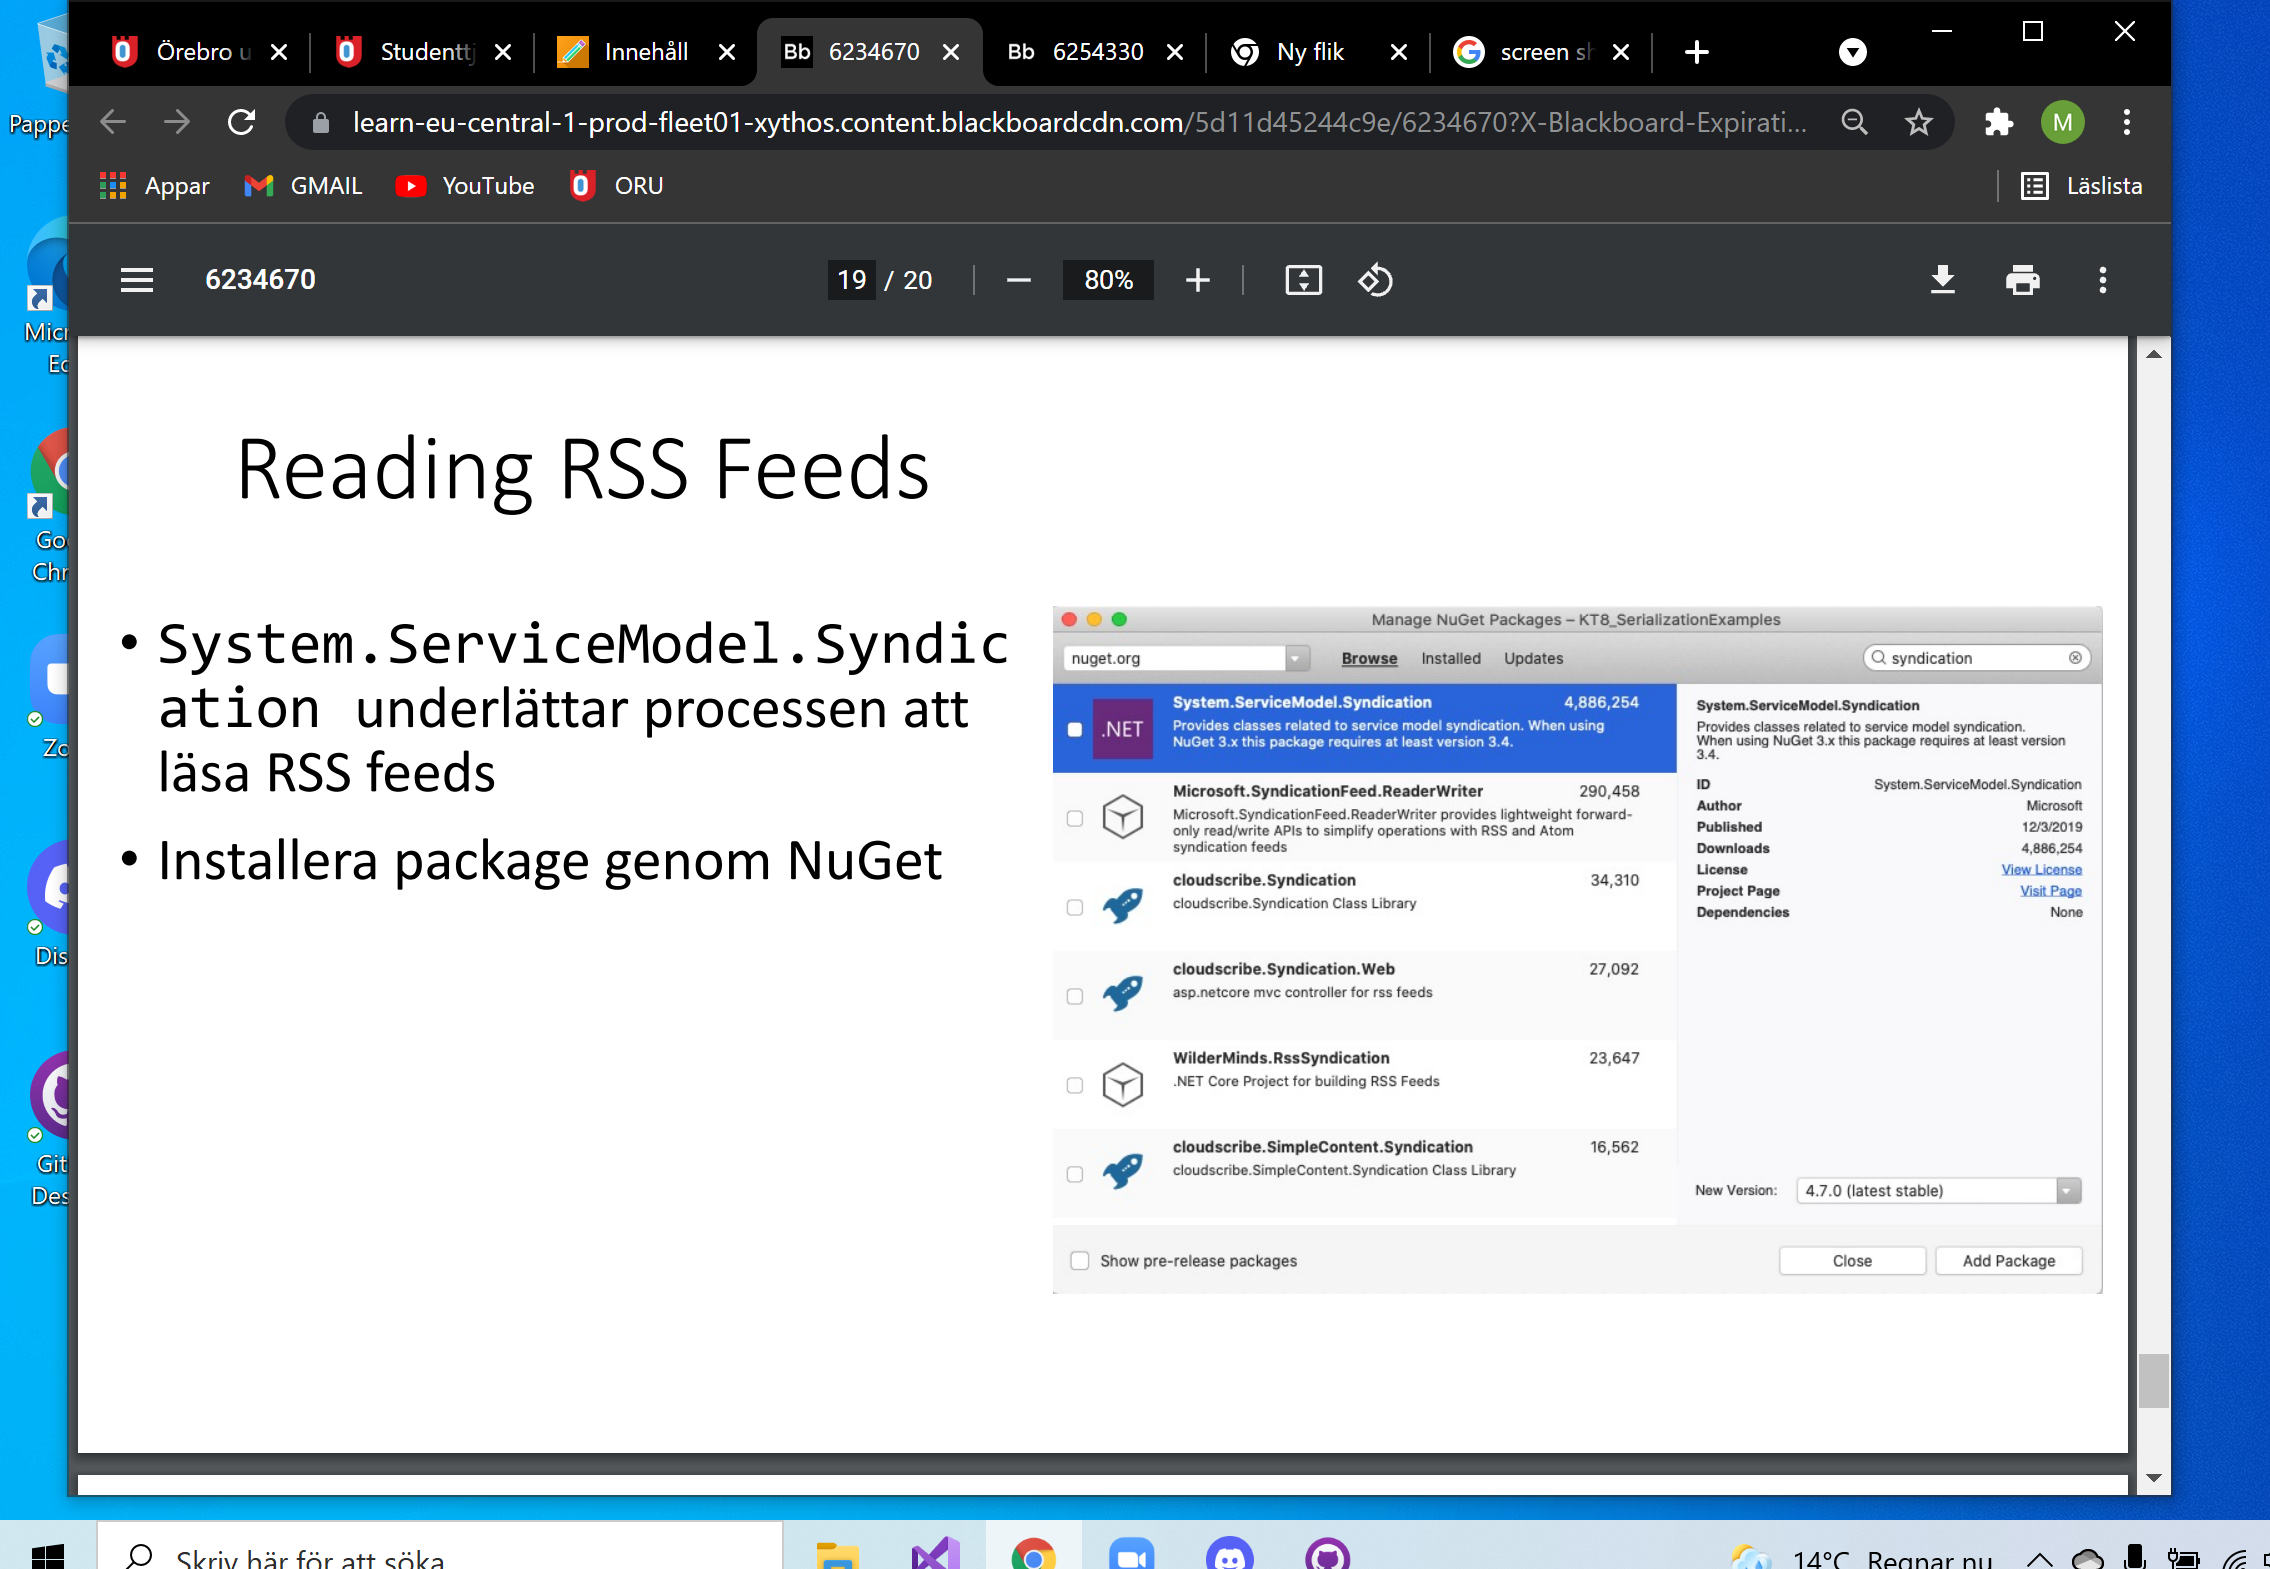 Örebro u
Studenttj
Innehåll
Bb 6234670
Bb 6254330
Ny flik
screen sh
Pappe
learn-eu-central-1-prod-fleet01-xythos.content.blackboardcdn.com/5d11d45244c9e/6234670?X-Blackboard-Expirati...
M
Appar
GMAIL
YouTube
ORU
Läslista
6234670
19 / 20
80%
Micr
Ed
Goo
Chr
Zo
Dis
Git
Des
Reading RSS Feeds
• System.ServiceModel.Syndic
ation underlättar processen att
läsa RSS feeds
• Installera package genom NuGet
Manage NuGet Packages – KT8_SerializationExamples
nuget.org
Browse
Installed
Updates
syndication
.NET
System.ServiceModel.Syndication 4,886,254
Provides classes related to service model syndication. When using
NuGet 3.x this package requires at least version 3.4.
Microsoft.SyndicationFeed.ReaderWriter 290,458
Microsoft.SyndicationFeed.ReaderWriter provides lightweight forward-
only read/write APIs to simplify operations with RSS and Atom
syndication feeds
cloudscribe.Syndication 34,310
cloudscribe.Syndication Class Library
cloudscribe.Syndication.Web 27,092
asp.netcore mvc controller for rss feeds
WilderMinds.RssSyndication 23,647
.NET Core Project for building RSS Feeds
cloudscribe.SimpleContent.Syndication 16,562
cloudscribe.SimpleContent.Syndication Class Library
System.ServiceModel.Syndication
Provides classes related to service model syndication.
When using NuGet 3.x this package requires at least version
3.4.
ID System.ServiceModel.Syndication
Author Microsoft
Published 12/3/2019
Downloads 4,886,254
License View License
Project Page Visit Page
Dependencies None
New Version: 4.7.0 (latest stable)
Show pre-release packages
Close
Add Package
Skriv här för att söka
14°C Regnar nu